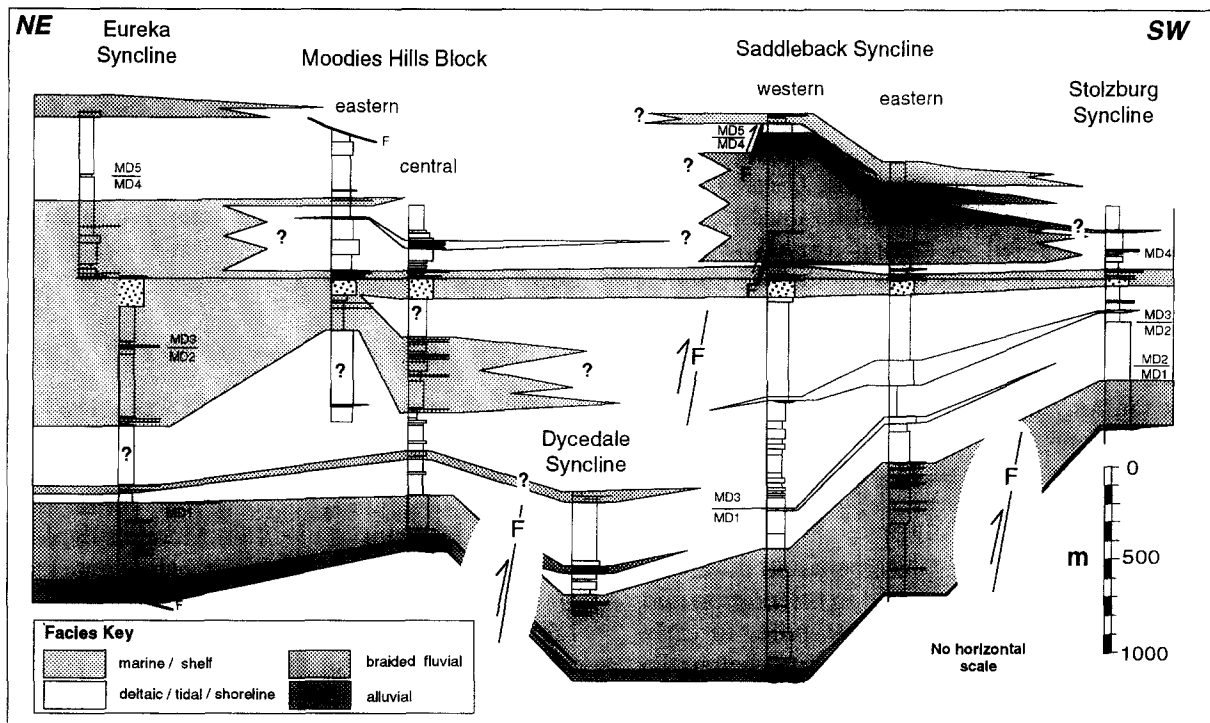 NE
SW
Eureka
Syncline
Moodies Hills Block
Saddleback Syncline
eastern
central
western
eastern
Stolzburg
Syncline
F
?
MD5
MD4
MD5
MD4
F
?
?
?
?
MD4
F
?
MD3
MD2
?
?
F
MD3
MD2
MD2
MD1
?
Dycedale
Syncline
?
?
MD1
F
MD3
MD1
F
F
0
m
500
1000
No horizontal
scale
Facies Key
marine / shelf
braided fluvial
deltaic / tidal / shoreline
alluvial